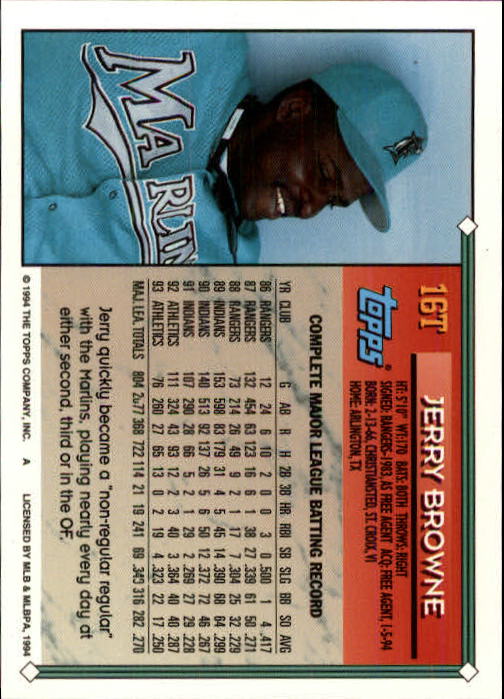 16T JERRY BROWNE
TOPPS®
HT: 5'10" WT: 170 BATS: BOTH THROWS: RIGHT
SIGNED: RANGERS-1983, AS FREE AGENT ACQ: FREE AGENT, 1-5-94
BORN: 2-13-66, CHRISTIANSTED, ST. CROIX, VI
HOME: ARLINGTON, TX
MARLIN
COMPLETE MAJOR LEAGUE BATTING RECORD
YR CLUB G AB R H 2B 3B HR RBI SB SLG BB SO AVG
86 RANGERS 12 24 6 10 2 0 0 3 0 .500 1 4 .417
87 RANGERS 132 454 63 123 16 6 1 38 27 .339 61 50 .271
88 RANGERS 73 214 26 49 9 2 1 17 7 .304 25 32 .229
89 INDIANS 153 598 83 179 31 4 5 45 14 .390 68 64 .299
90 INDIANS 140 513 92 137 26 5 6 50 12 .372 72 46 .267
91 INDIANS 107 290 28 66 5 2 1 29 2 .269 27 29 .228
92 ATHLETICS 111 324 43 93 12 2 3 40 3 .364 40 40 .287
93 ATHLETICS 76 260 27 65 13 0 2 19 4 .323 22 17 .250
MAJ. LEA. TOTALS 804 2677 368 722 114 21 19 241 69 .341 316 282 .270
Jerry quickly became a "non-regular regular"
with the Marlins, playing nearly every day at
either second, third or in the OF.
© 1994 THE TOPPS COMPANY, INC. A LICENSED BY MLB & MLBPA, 1994